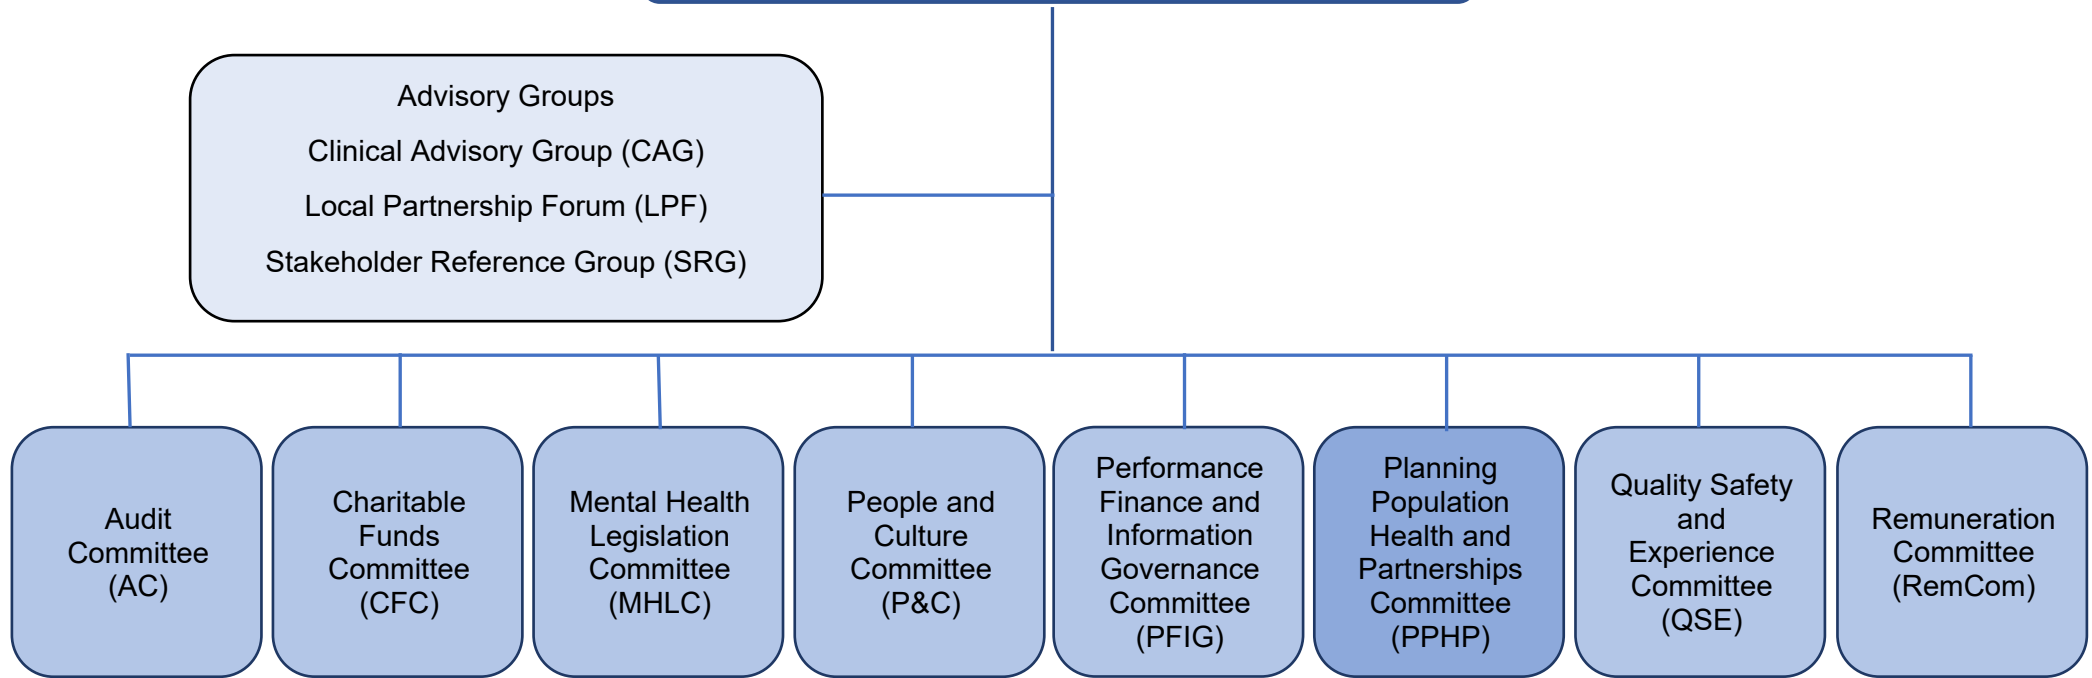 Advisory Groups
Clinical Advisory Group (CAG)
Local Partnership Forum (LPF)
Stakeholder Reference Group (SRG)
Audit
Committee
(AC)
Charitable
Funds
Committee
(CFC)
Mental Health
Legislation
Committee
(MHLC)
People and
Culture
Committee
(P&C)
Performance
Finance and
Information
Governance
Committee
(PFIG)
Planning
Population
Health and
Partnerships
Committee
(PPHP)
Quality Safety
and
Experience
Committee
(QSE)
Remuneration
Committee
(RemCom)